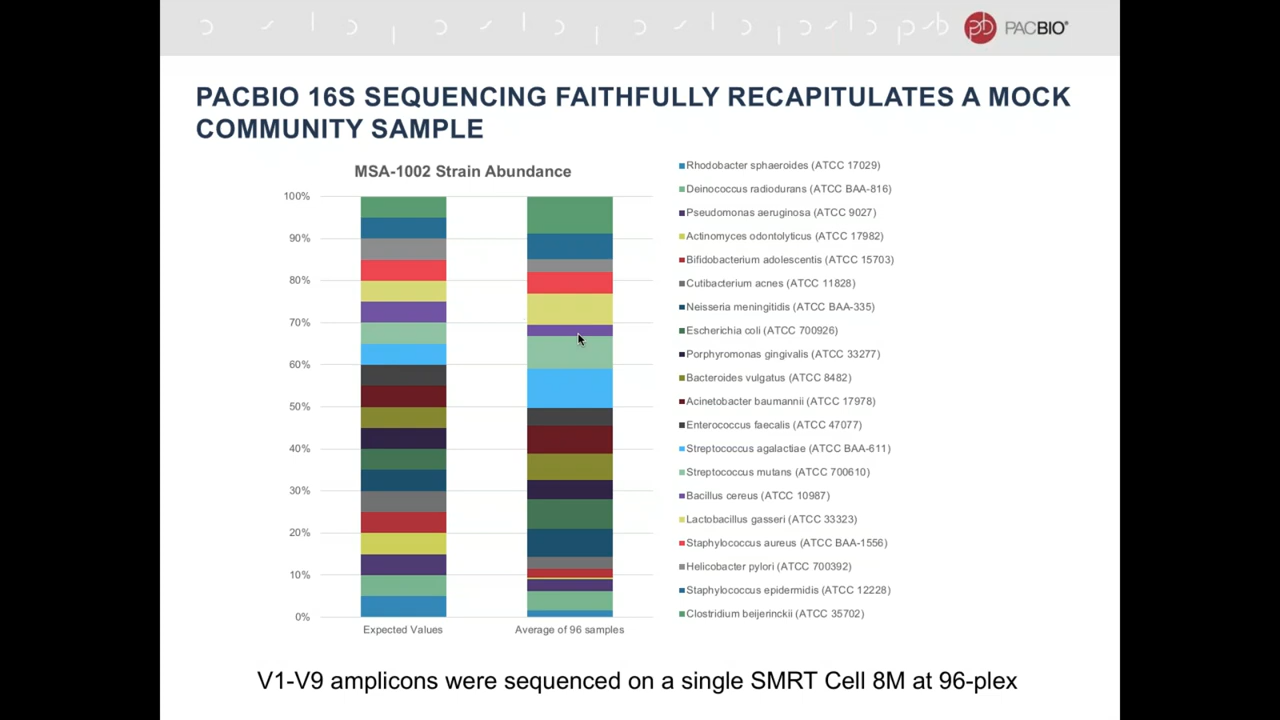 PACBIO®
PACBIO 16S SEQUENCING FAITHFULLY RECAPITULATES A MOCK
COMMUNITY SAMPLE
MSA-1002 Strain Abundance
100%
90%
80%
70%
60%
50%
40%
30%
20%
10%
0%
Expected Values
Average of 96 samples
Rhodobacter sphaeroides (ATCC 17029)
Deinococcus radiodurans (ATCC BAA-816)
Pseudomonas aeruginosa (ATCC 9027)
Actinomyces odontolyticus (ATCC 17982)
Bifidobacterium adolescentis (ATCC 15703)
Cutibacterium acnes (ATCC 11828)
Neisseria meningitidis (ATCC BAA-335)
Escherichia coli (ATCC 700926)
Porphyromonas gingivalis (ATCC 33277)
Bacteroides vulgatus (ATCC 8482)
Acinetobacter baumannii (ATCC 17978)
Enterococcus faecalis (ATCC 47077)
Streptococcus agalactiae (ATCC BAA-611)
Streptococcus mutans (ATCC 700610)
Bacillus cereus (ATCC 10987)
Lactobacillus gasseri (ATCC 33323)
Staphylococcus aureus (ATCC BAA-1556)
Helicobacter pylori (ATCC 700392)
Staphylococcus epidermidis (ATCC 12228)
Clostridium beijerinckii (ATCC 35702)
V1-V9 amplicons were sequenced on a single SMRT Cell 8M at 96-plex